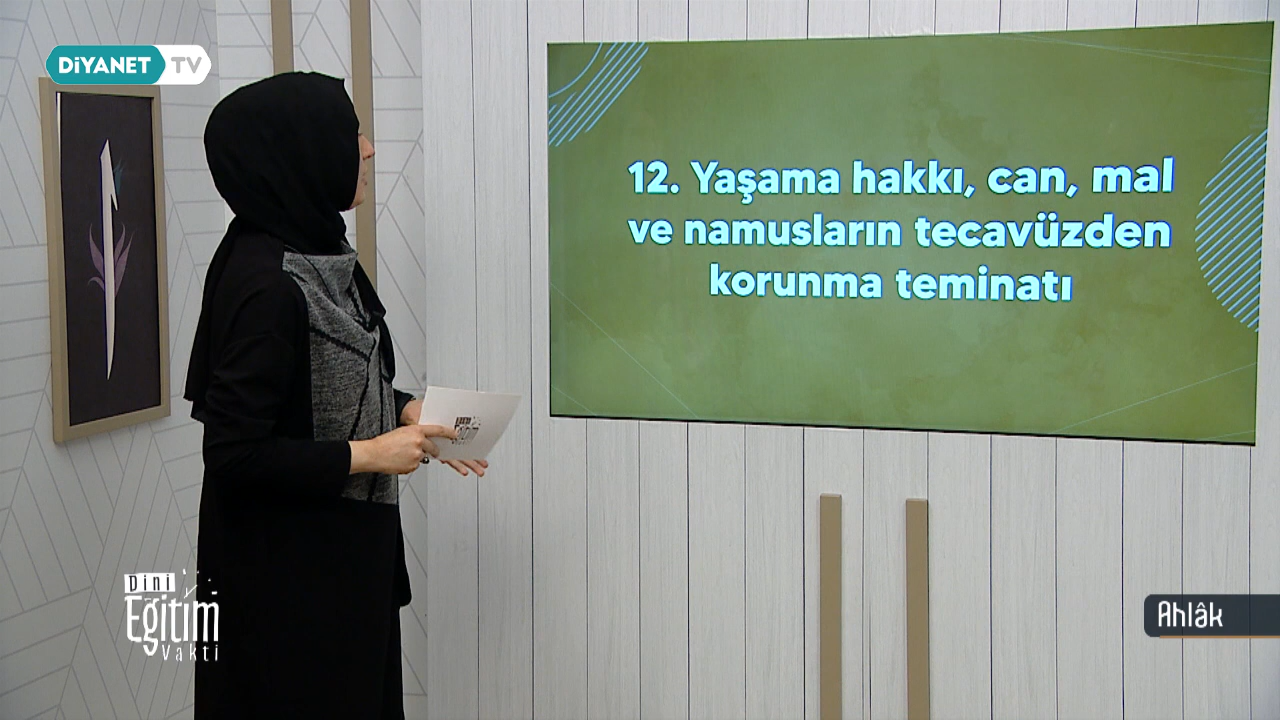 DİYANET TV
12. Yaşama hakkı, can, mal
ve namusların tecavüzden
korunma teminatı
Dini
Eğitim
Vakti
Ahlâk